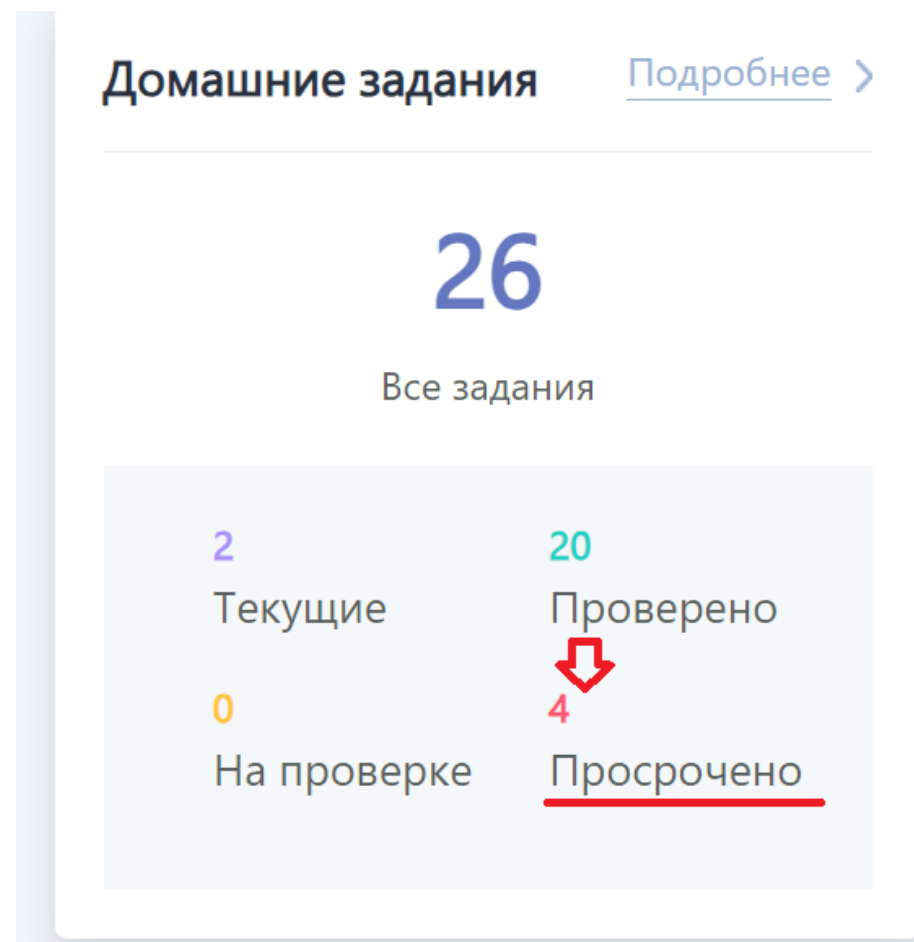 Домашние задания Подробнее
26
Все задания
2 20
Текущие Проверено
0 4
На проверке Просрочено